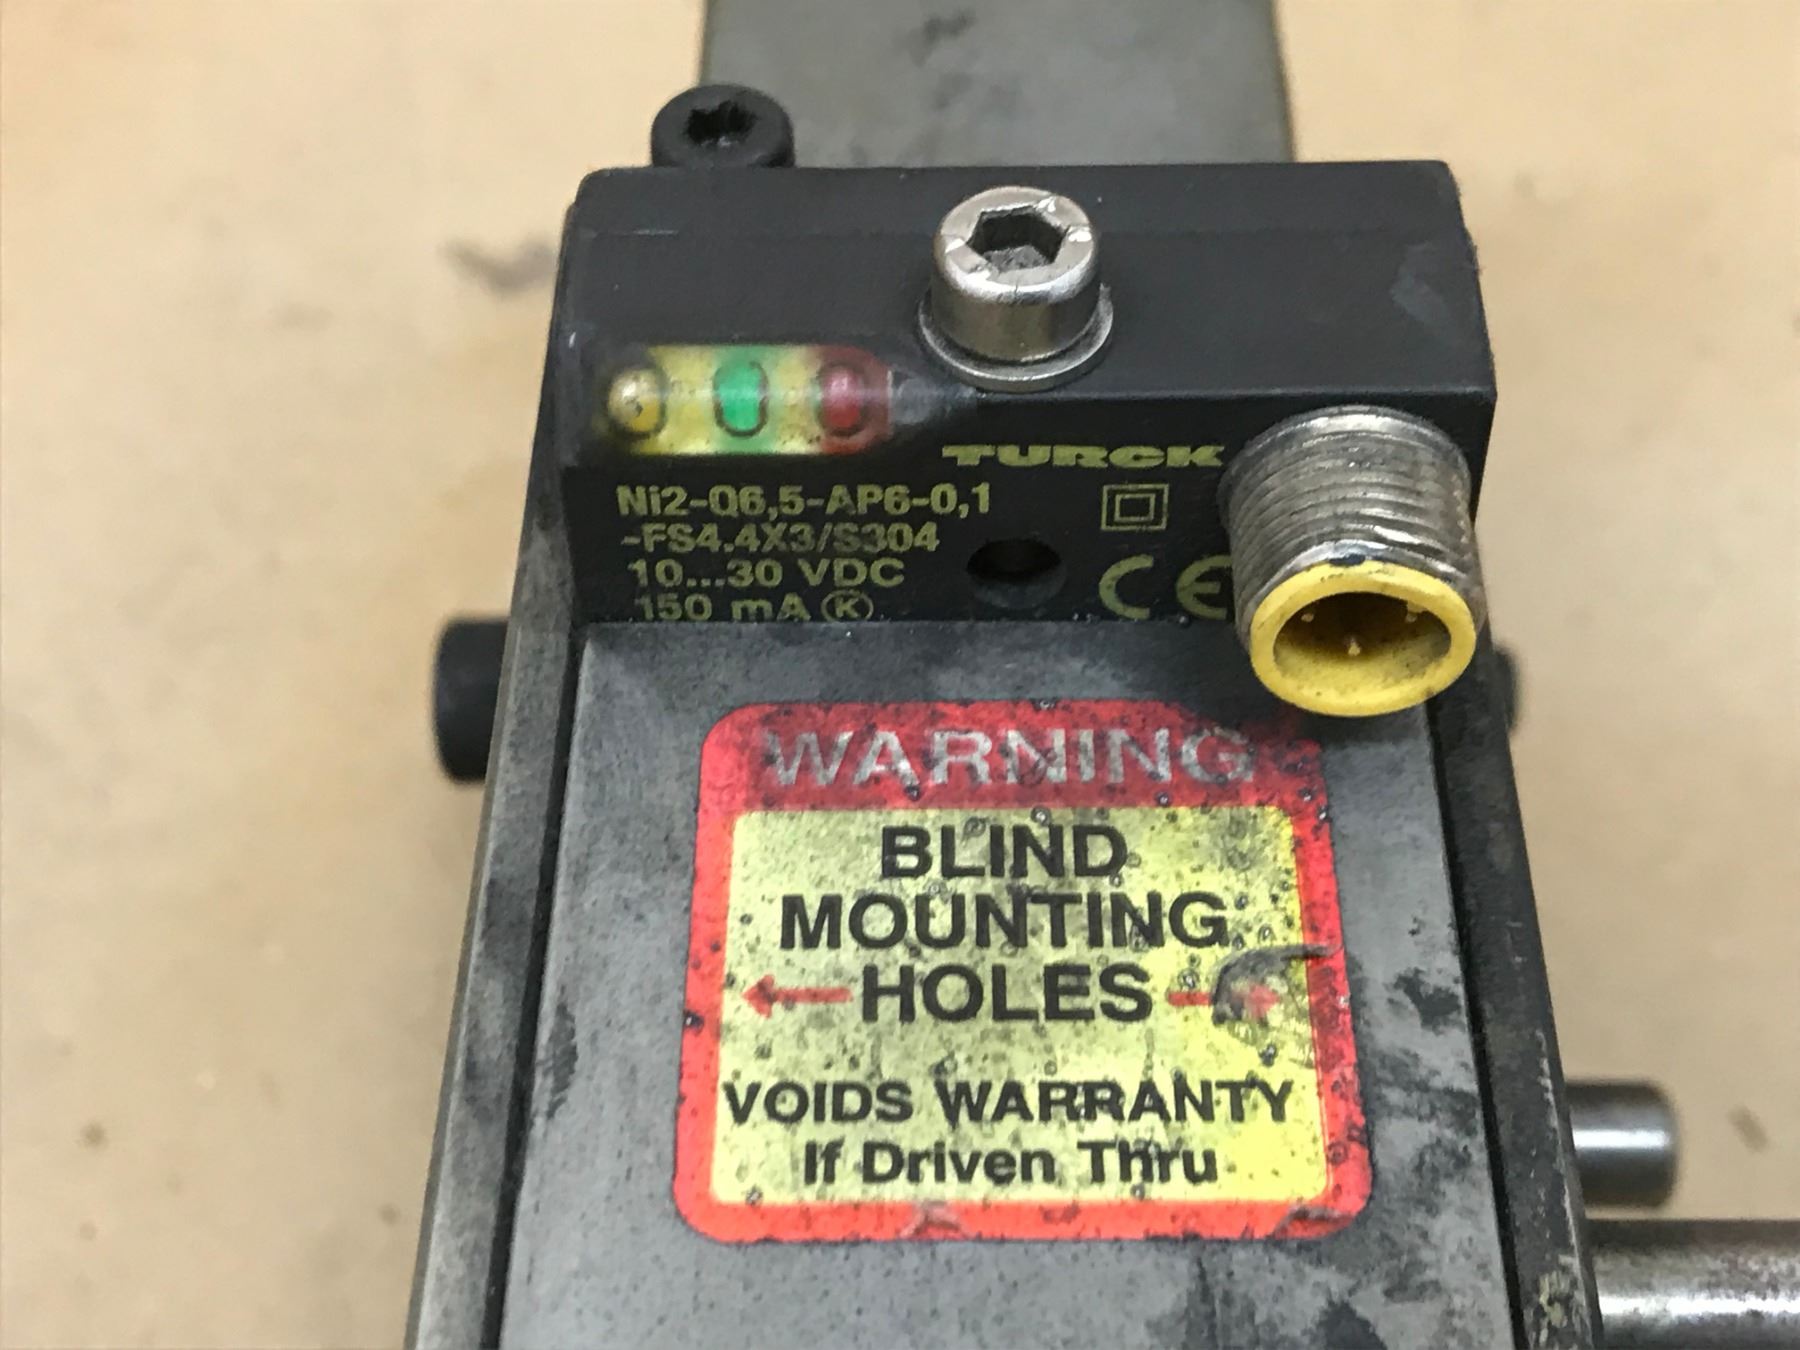 TURCK
Ni2-Q6,5-AP6-0,1
-FS4.4X3/S304
10...30 VDC
150 mA K
CE
WARNING
BLIND
MOUNTING
HOLES
VOIDS WARRANTY
If Driven Thru